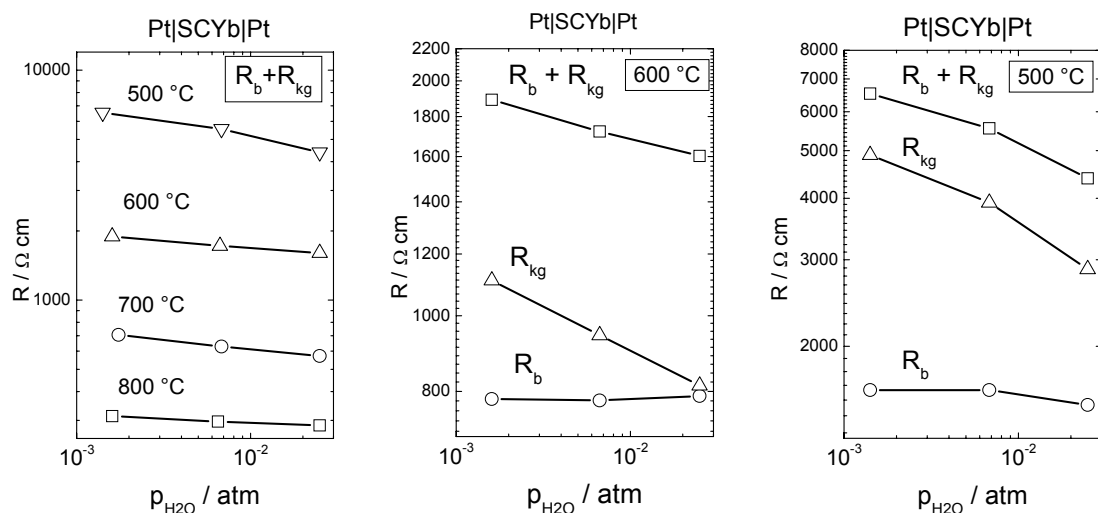 Pt|SCYb|Pt
R / Ω cm
10000
1000
R_b+R_kg
500 °C
600 °C
700 °C
800 °C
10^-3
10^-2
p_H2O / atm
Pt|SCYb|Pt
R / Ω cm
2200
2000
1800
1600
1400
1200
1000
800
R_b + R_kg
600 °C
R_kg
R_b
10^-3
10^-2
p_H2O / atm
Pt|SCYb|Pt
R / Ω cm
8000
7000
6000
5000
4000
3000
2000
R_b + R_kg
500 °C
R_kg
R_b
10^-3
10^-2
p_H2O / atm